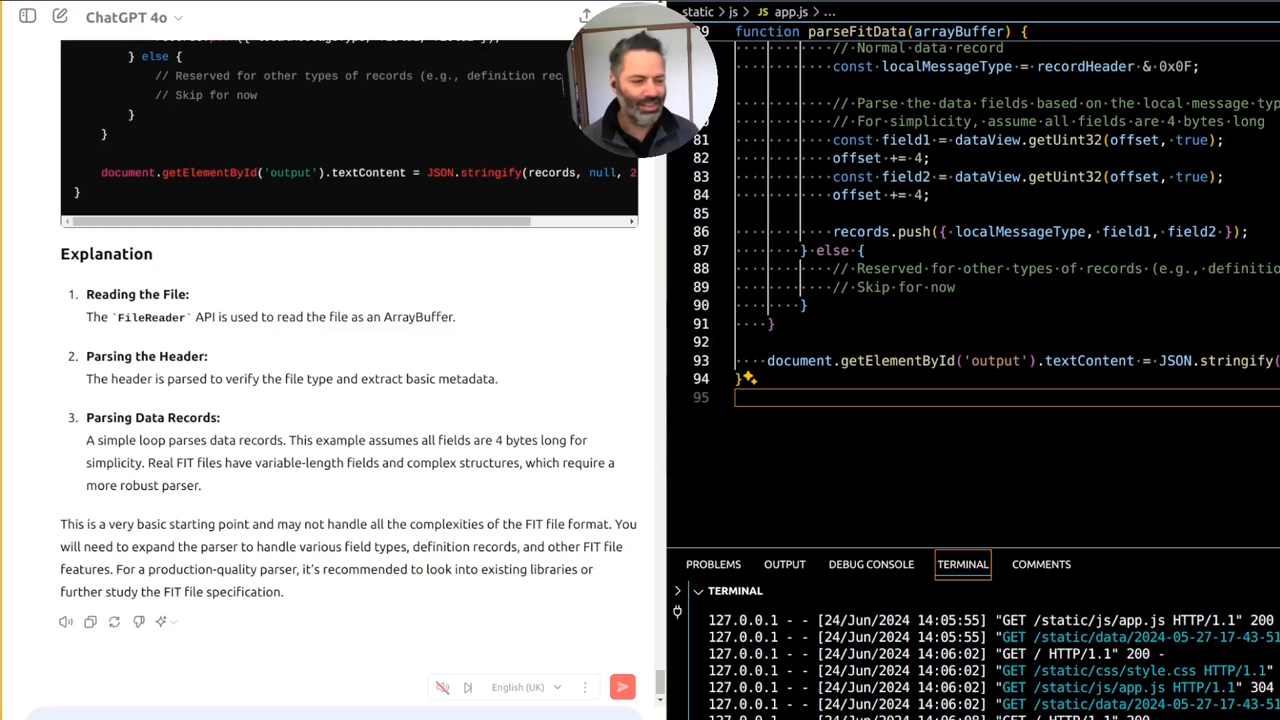 ChatGPT 4o
} else {
// Reserved for other types of records (e.g., definition rec
// Skip for now
}
}
document.getElementById('output').textContent = JSON.stringify(records, null, 2
}
Explanation
1. Reading the File:
The `FileReader` API is used to read the file as an ArrayBuffer.
2. Parsing the Header:
The header is parsed to verify the file type and extract basic metadata.
3. Parsing Data Records:
A simple loop parses data records. This example assumes all fields are 4 bytes long for
simplicity. Real FIT files have variable-length fields and complex structures, which require a
more robust parser.
This is a very basic starting point and may not handle all the complexities of the FIT file format. You
will need to expand the parser to handle various field types, definition records, and other FIT file
features. For a production-quality parser, it's recommended to look into existing libraries or
further study the FIT file specification.
English (UK)
static > js > JS app.js > ...
function parseFitData(arrayBuffer) {
// Normal data record
const localMessageType = recordHeader & 0x0F;
// Parse the data fields based on the local message typ
// For simplicity, assume all fields are 4 bytes long
81 const field1 = dataView.getUint32(offset, true);
82 offset += 4;
83 const field2 = dataView.getUint32(offset, true);
84 offset += 4;
85
86 records.push({ localMessageType, field1, field2 });
87 } else {
88 // Reserved for other types of records (e.g., definitio
89 // Skip for now
90 }
91 }
92
93 document.getElementById('output').textContent = JSON.stringify(
94 }
95
PROBLEMS OUTPUT DEBUG CONSOLE TERMINAL COMMENTS
TERMINAL
127.0.0.1 - - [24/Jun/2024 14:05:55] "GET /static/js/app.js HTTP/1.1" 200
127.0.0.1 - - [24/Jun/2024 14:05:55] "GET /static/data/2024-05-27-17-43-51
127.0.0.1 - - [24/Jun/2024 14:06:02] "GET / HTTP/1.1" 200 -
127.0.0.1 - - [24/Jun/2024 14:06:02] "GET /static/css/style.css HTTP/1.1"
127.0.0.1 - - [24/Jun/2024 14:06:02] "GET /static/js/app.js HTTP/1.1" 304
127.0.0.1 - - [24/Jun/2024 14:06:02] "GET /static/data/2024-05-27-17-43-51